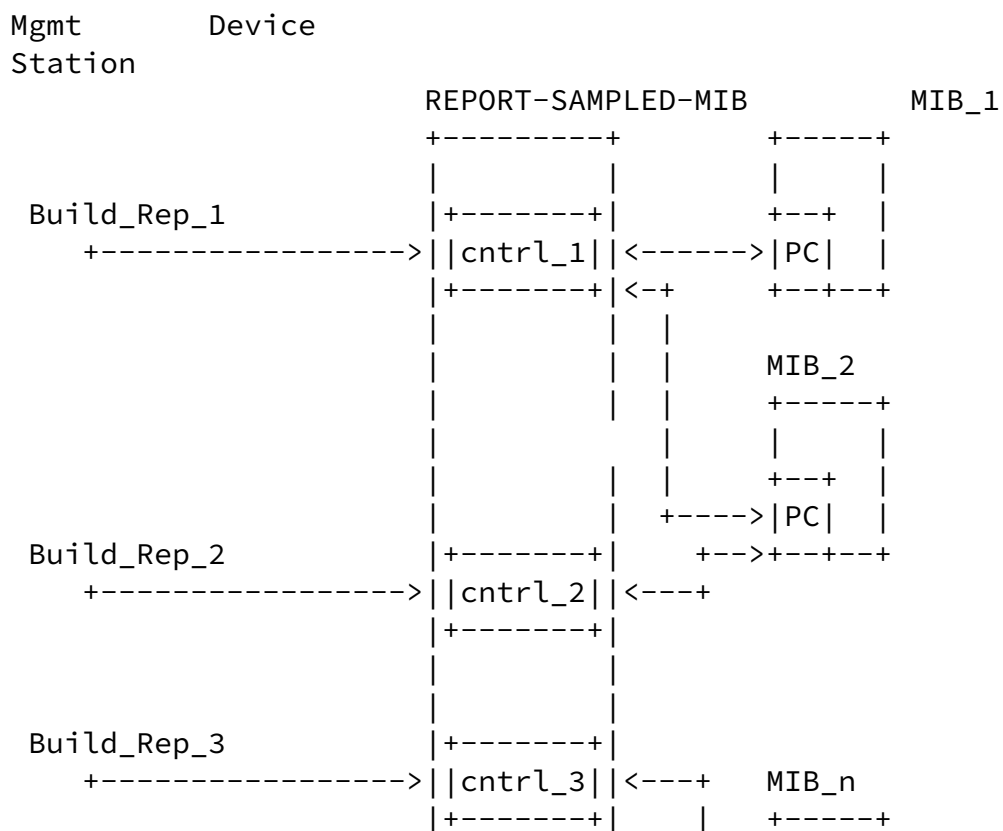 Mgmt Device
Station
REPORT-SAMPLED-MIB MIB_1
+---------+ +-----+
| | | |
Build_Rep_1 |+-------+| +--+ |
+----------------->||cntrl_1||<------>|PC| |
|+-------+|<-+ +--+--+
| | |
| | | MIB_2
| | | +-----+
| | | |
| | | +--+ |
| | +---->|PC| |
Build_Rep_2 |+-------+| +-->+--+--+
+----------------->||cntrl_2||<---+
|+-------+|
| |
| |
Build_Rep_3 |+-------+|
+----------------->||cntrl_3||<---+ MIB_n
|+-------+| | +-----+